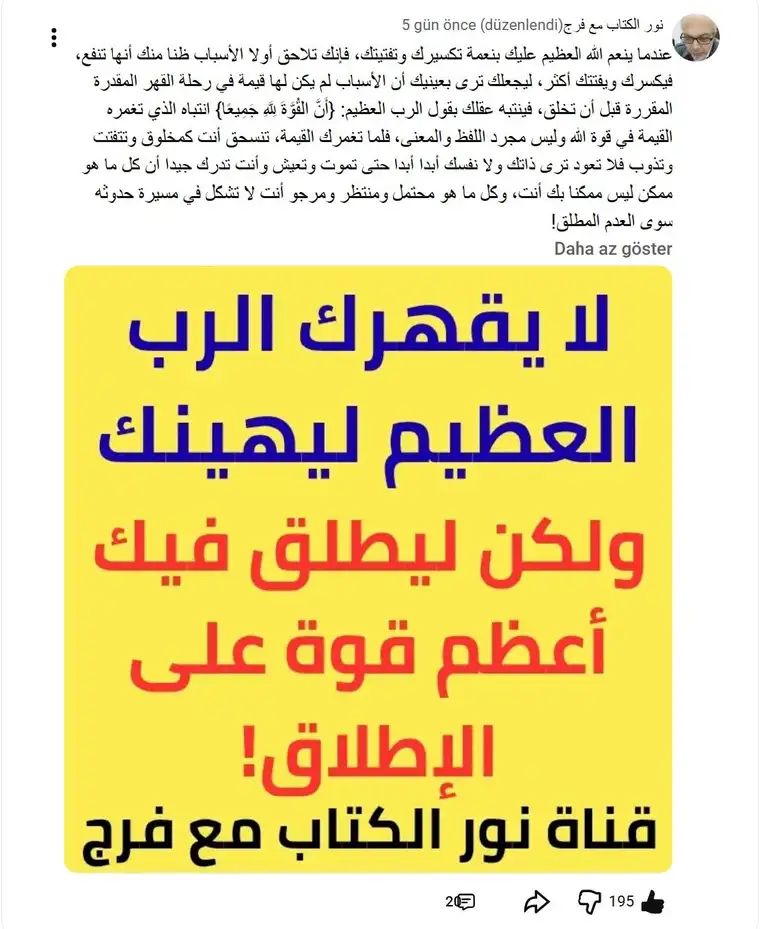 نور الكتاب مع فرج(düzenlendi) 5 gün önce
عندما ينعم الله العظيم عليك بنعمة تكسيرك وتفتيتك، فإنك تلاحق أولا الأسباب ظنا منك أنها تنفع،
فيكسرك ويفتتك أكثر، ليجعلك ترى بعينيك أن الأسباب لم يكن لها قيمة في رحلة القهر المقدرة
المقررة قبل أن تخلق، فينتبه عقلك بقول الرب العظيم: {أَنَّ الْقُوَّةَ لِلَّهِ جَمِيعًا} انتباه الذي تغمره
القيمة في قوة الله وليس مجرد اللفظ والمعنى، فلما تغمرك القيمة، تنسحق أنت كمخلوق وتتفتت
وتذوب فلا تعود ترى ذاتك ولا نفسك أبدا أبدا حتى تموت وتعيش وأنت تدرك جيدا أن كل ما هو
ممكن ليس ممكنا بك أنت، وكل ما هو محتمل ومنتظر ومرجو أنت لا تشكل في مسيرة حدوثه
سوى العدم المطلق!
Daha az göster
لا يقهرك الرب
العظيم ليهينك
ولكن ليطلق فيك
أعظم قوة على
الإطلاق!
قناة نور الكتاب مع فرج
195
20